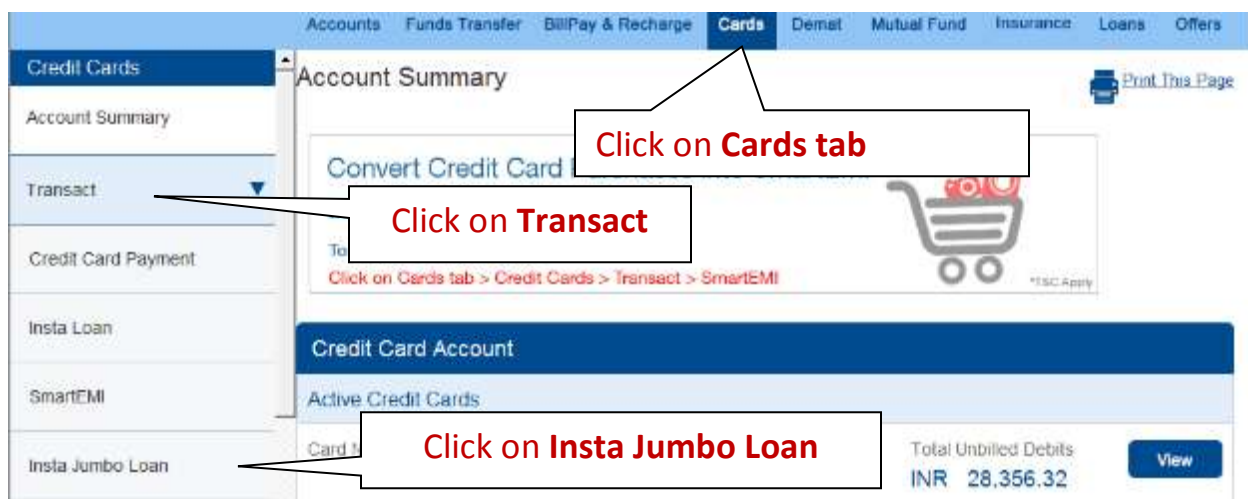 Accounts Funds Transfer BillPay & Recharge Cards Demat Mutual Fund Insurance Loans Offers
Credit Cards
Account Summary
Print This Page
Account Summary
Click on Cards tab
Convert Credit Card
Transact
Click on Transact
To
Click on Cards tab > Credit Cards > Transact > SmartEMI
*T&C Apply
Credit Card Payment
Insta Loan
Credit Card Account
SmartEMI
Active Credit Cards
Click on Insta Jumbo Loan
Card
Total Unbilled Debits
View
Insta Jumbo Loan
INR 28,356.32